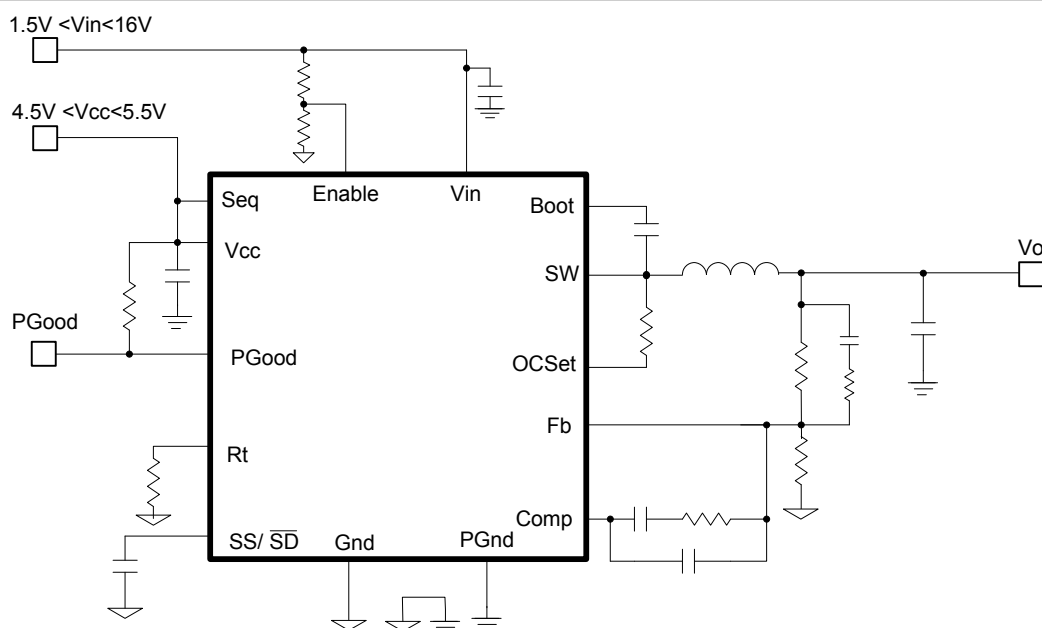 1.5V <Vin<16V
4.5V <Vcc<5.5V
Enable
Vin
Seq
Boot
Vcc
SW
Vo
PGood
PGood
OCSet
Fb
Rt
Comp
SS/ SD
Gnd
PGnd